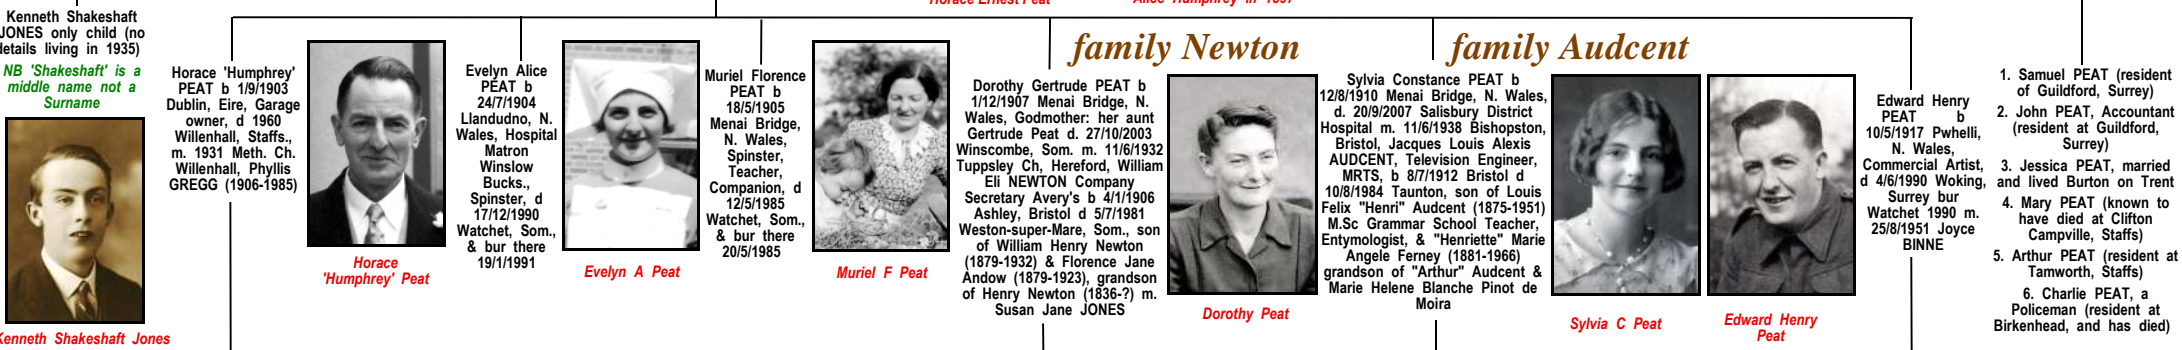 Horace Ernest Peat
Alice Humphrey m 1897
Kenneth Shakeshaft
JONES only child (no
details living in 1935)
NB 'Shakeshaft' is a
middle name not a
Surname
Kenneth Shakeshaft Jones
Horace 'Humphrey'
PEAT b 1/9/1903
Dublin, Eire, Garage
owner, d 1960
Willenhall, Staffs.,
m. 1931 Meth. Ch.
Willenhall, Phyllis
GREGG (1906-1985)
Horace
'Humphrey' Peat
Evelyn Alice
PEAT b
24/7/1904
Llandudno, N.
Wales, Hospital
Matron
Winslow
Bucks.,
Spinster, d
17/12/1990
Watchet, Som.,
& bur there
19/1/1991
Evelyn A Peat
Muriel Florence
PEAT b
18/5/1905
Menai Bridge,
N. Wales,
Spinster,
Teacher,
Companion, d
12/5/1985
Watchet, Som.,
& bur there
20/5/1985
Muriel F Peat
family Newton
Dorothy Gertrude PEAT b
1/12/1907 Menai Bridge, N.
Wales, Godmother: her aunt
Gertrude Peat d. 27/10/2003
Winscombe, Som. m. 11/6/1932
Tuppsley Ch, Hereford, William
Eli NEWTON Company
Secretary Avery's b 4/1/1906
Ashley, Bristol d 5/7/1981
Weston-super-Mare, Som., son
of William Henry Newton
(1879-1932) & Florence Jane
Andow (1879-1923), grandson
of Henry Newton (1836-?) m.
Susan Jane JONES
Dorothy Peat
family Audcent
Sylvia Constance PEAT b
12/8/1910 Menai Bridge, N. Wales,
d. 20/9/2007 Salisbury District
Hospital m. 11/6/1938 Bishopston,
Bristol, Jacques Louis Alexis
AUDCENT, Television Engineer,
MRTS, b 8/7/1912 Bristol d
10/8/1984 Taunton, son of Louis
Felix "Henri" Audcent (1875-1951)
M.Sc Grammar School Teacher,
Entymologist, & "Henriette" Marie
Angele Ferney (1881-1966)
grandson of "Arthur" Audcent &
Marie Helene Blanche Pinot de
Moira
Sylvia C Peat
Edward Henry
Peat
Edward Henry
PEAT b
10/5/1917 Pwhelli,
N. Wales,
Commercial Artist,
d 4/6/1990 Woking,
Surrey bur
Watchet 1990 m.
25/8/1951 Joyce
BINNE
1. Samuel PEAT (resident
of Guildford, Surrey)
2. John PEAT, Accountant
(resident at Guildford,
Surrey)
3. Jessica PEAT, married
and lived Burton on Trent
4. Mary PEAT (known to
have died at Clifton
Campville, Staffs)
5. Arthur PEAT (resident at
Tamworth, Staffs)
6. Charlie PEAT, a
Policeman (resident at
Birkenhead, and has died)